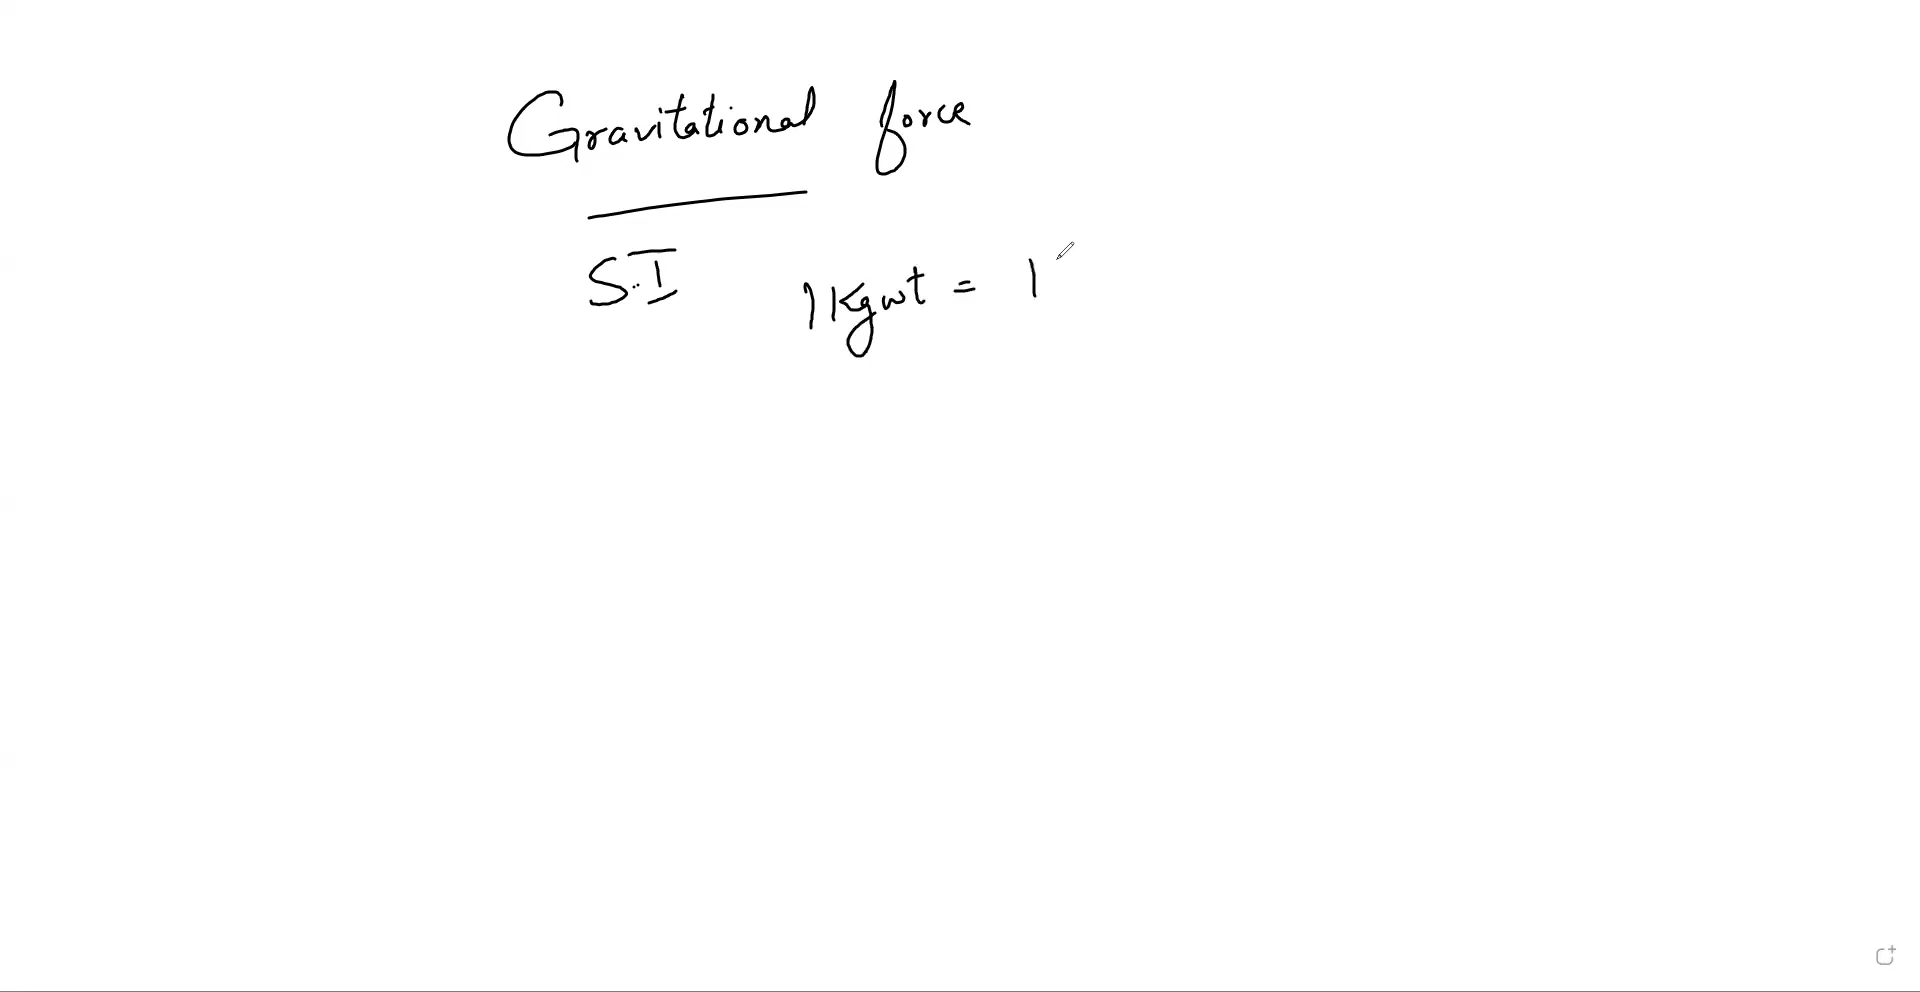 Gravitational force
S.I 1 Kgwt = 1